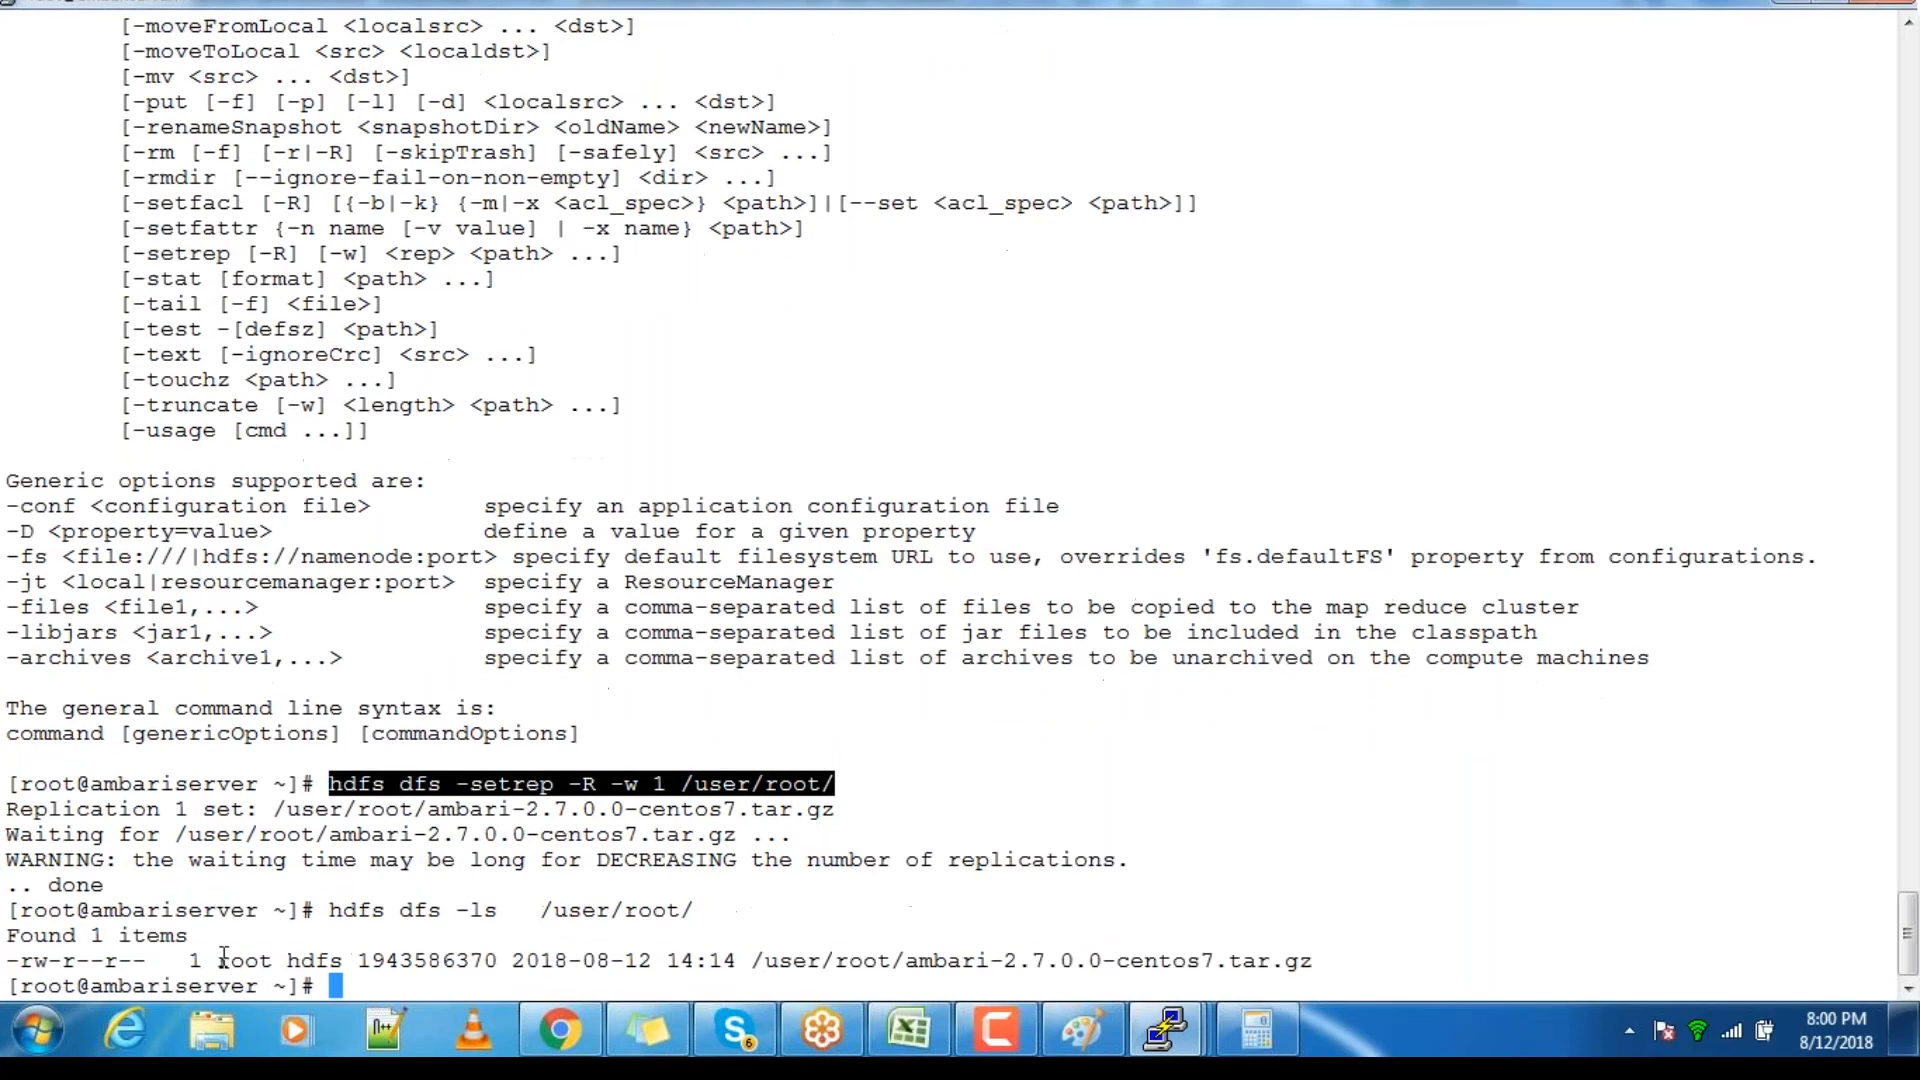 [-moveFromLocal <localsrc> ... <dst>]
[-moveToLocal <src> <localdst>]
[-mv <src> ... <dst>]
[-put [-f] [-p] [-l] [-d] <localsrc> ... <dst>]
[-renameSnapshot <snapshotDir> <oldName> <newName>]
[-rm [-f] [-r|-R] [-skipTrash] [-safely] <src> ...]
[-rmdir [--ignore-fail-on-non-empty] <dir> ...]
[-setfacl [-R] [{-b|-k} {-m|-x <acl_spec>} <path>]|[--set <acl_spec> <path>]]
[-setfattr {-n name [-v value] | -x name} <path>]
[-setrep [-R] [-w] <rep> <path> ...]
[-stat [format] <path> ...]
[-tail [-f] <file>]
[-test -[defsz] <path>]
[-text [-ignoreCrc] <src> ...]
[-touchz <path> ...]
[-truncate [-w] <length> <path> ...]
[-usage [cmd ...]]
Generic options supported are:
-conf <configuration file>        specify an application configuration file
-D <property=value>               define a value for a given property
-fs <file:///|hdfs://namenode:port> specify default filesystem URL to use, overrides 'fs.defaultFS' property from configurations.
-jt <local|resourcemanager:port>  specify a ResourceManager
-files <file1,...>                specify a comma-separated list of files to be copied to the map reduce cluster
-libjars <jar1,...>               specify a comma-separated list of jar files to be included in the classpath
-archives <archive1,...>          specify a comma-separated list of archives to be unarchived on the compute machines
The general command line syntax is:
command [genericOptions] [commandOptions]
[root@ambariserver ~]# hdfs dfs -setrep -R -w 1 /user/root/
Replication 1 set: /user/root/ambari-2.7.0.0-centos7.tar.gz
Waiting for /user/root/ambari-2.7.0.0-centos7.tar.gz ...
WARNING: the waiting time may be long for DECREASING the number of replications.
.. done
[root@ambariserver ~]# hdfs dfs -ls   /user/root/
Found 1 items
-rw-r--r--   1 root hdfs 1943586370 2018-08-12 14:14 /user/root/ambari-2.7.0.0-centos7.tar.gz
[root@ambariserver ~]#
8:00 PM
8/12/2018